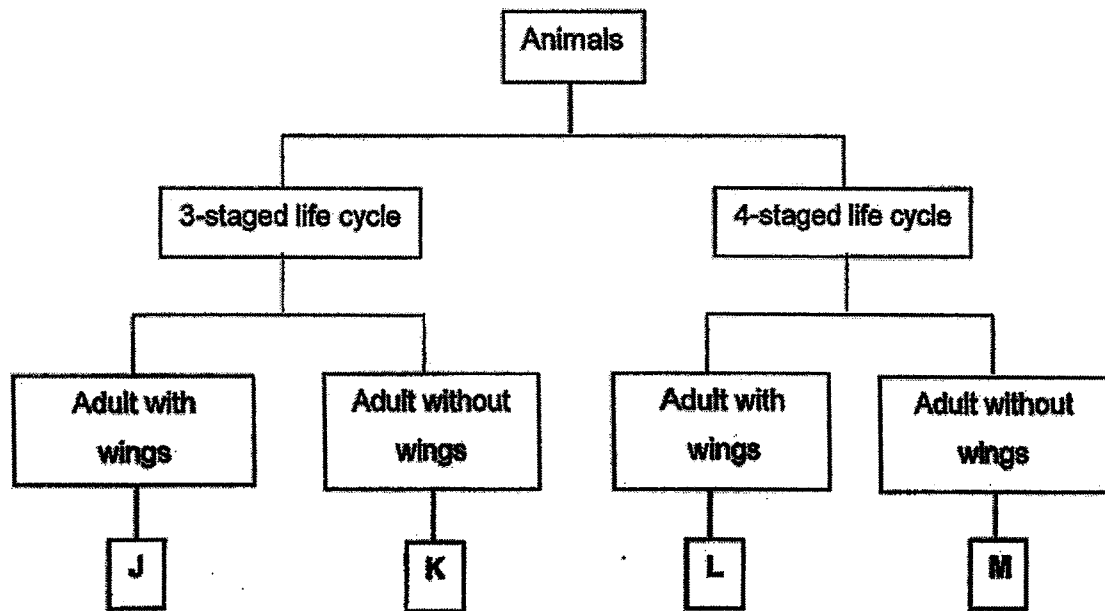 Animals
3-staged life cycle
4-staged life cycle
Adult with
wings
Adult without
wings
Adult with
wings
Adult without
wings
J
K
L
M